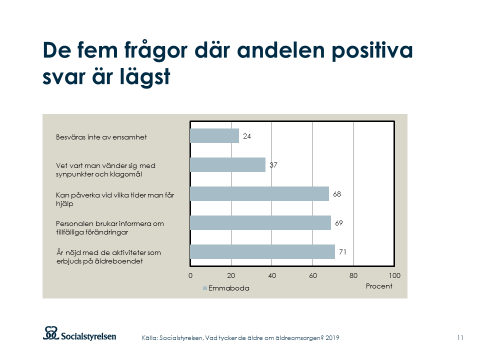 De fem frågor där andelen positiva
svar är lägst
Besväras inte av ensamhet
24
Vet vart man vänder sig med
synpunkter och klagomål
37
Kan påverka vid vilka tider man får
hjälp
68
Personalen brukar informera om
tillfälliga förändringar
69
Är nöjd med de aktiviteter som
erbjuds på äldreboendet
71
0 20 40 60 80 100
Emmaboda
Procent
Socialstyrelsen
Källa: Socialstyrelsen, Vad tycker de äldre om äldreomsorgen? 2019
11